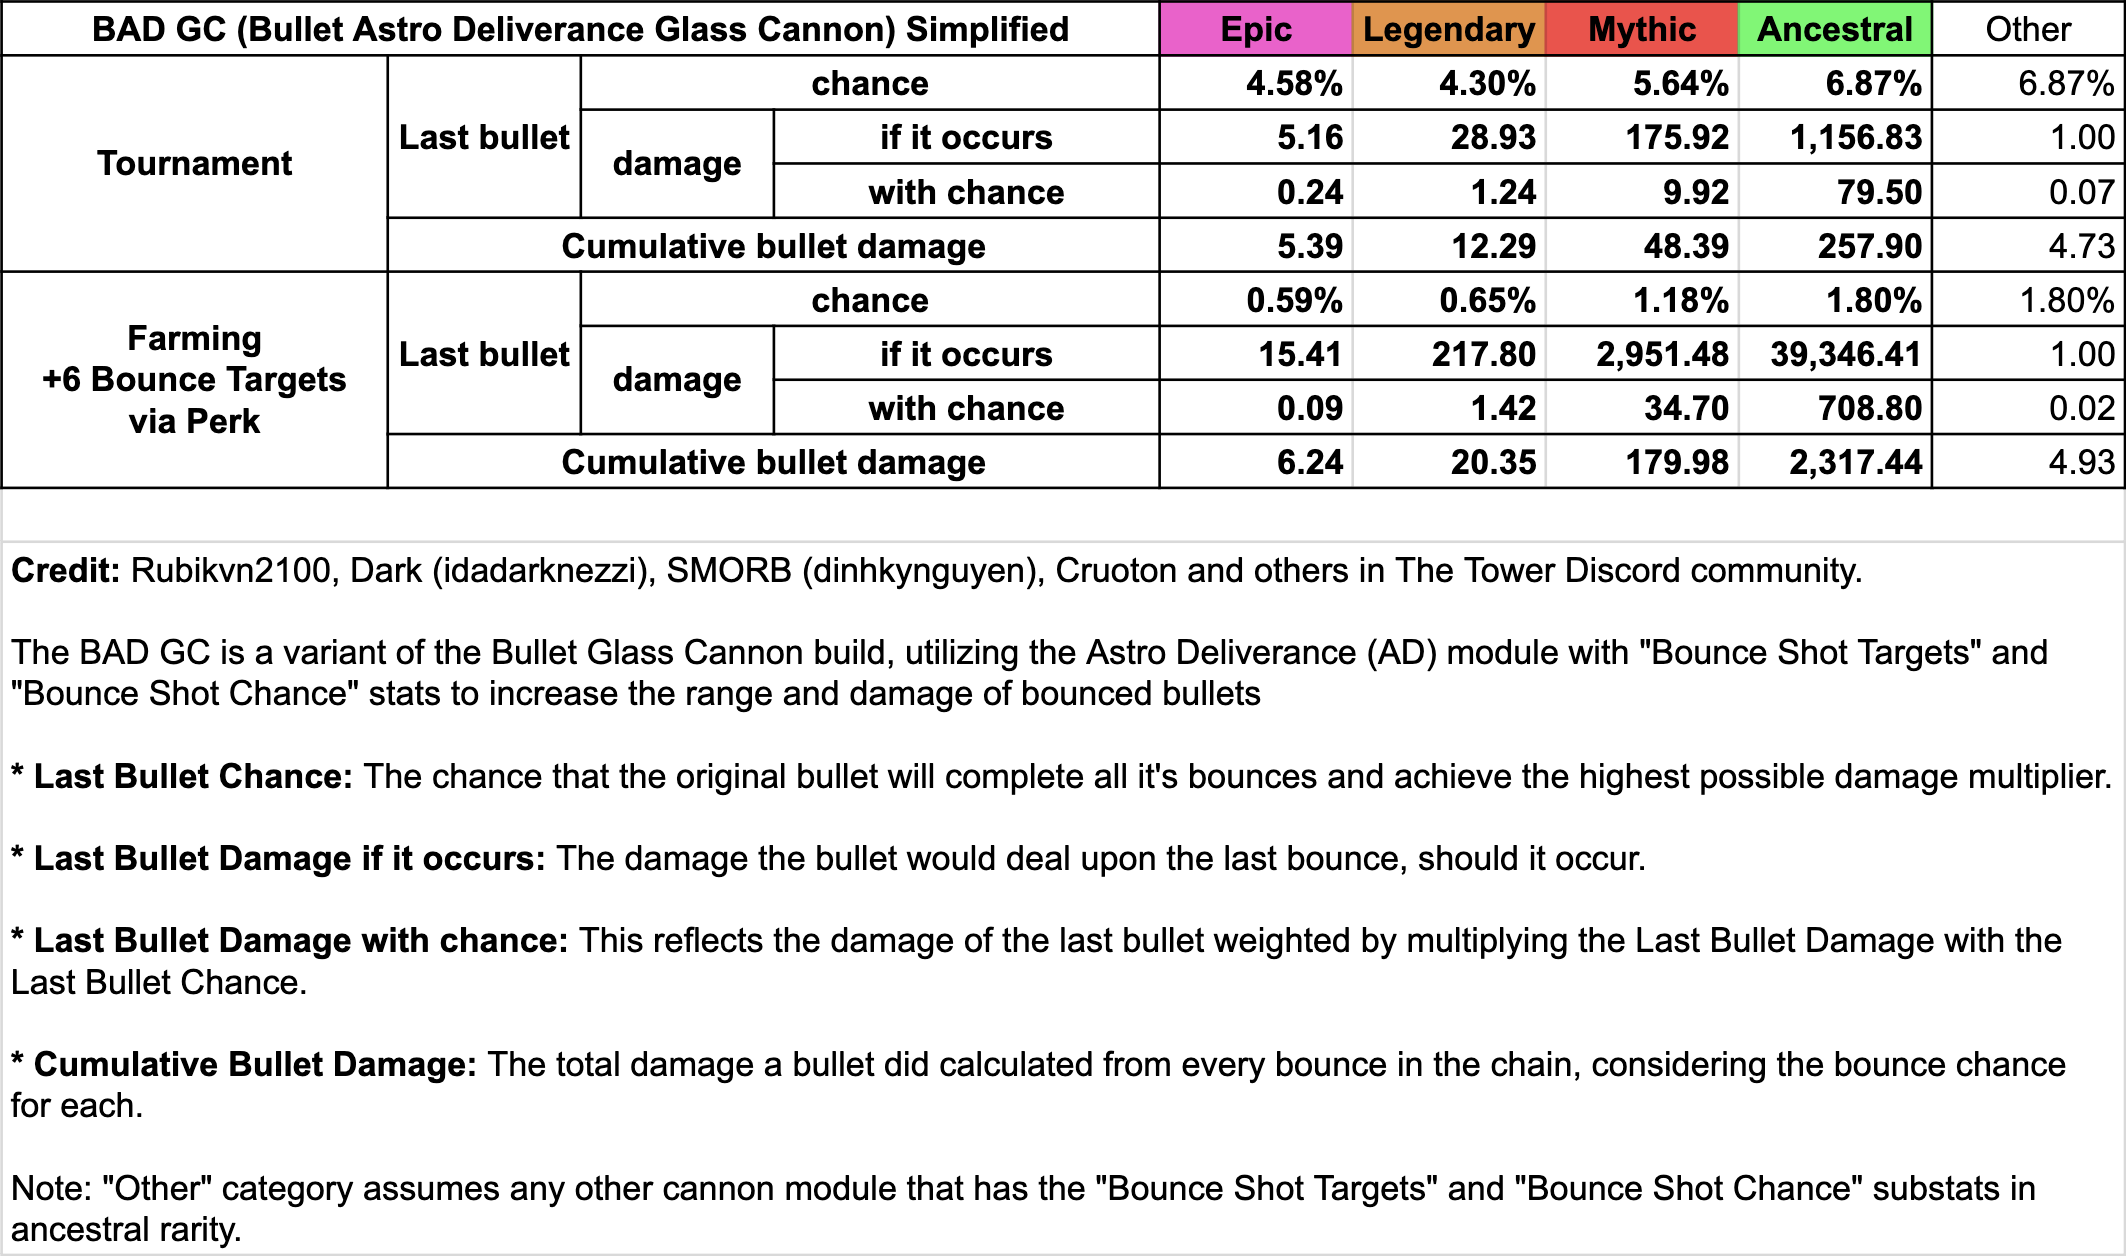 BAD GC (Bullet Astro Deliverance Glass Cannon) Simplified Epic Legendary Mythic Ancestral Other
Tournament
Last bullet
chance 4.58% 4.30% 5.64% 6.87% 6.87%
damage
if it occurs 5.16 28.93 175.92 1,156.83 1.00
with chance 0.24 1.24 9.92 79.50 0.07
Cumulative bullet damage 5.39 12.29 48.39 257.90 4.73
Farming
+6 Bounce Targets
via Perk
Last bullet
chance 0.59% 0.65% 1.18% 1.80% 1.80%
damage
if it occurs 15.41 217.80 2,951.48 39,346.41 1.00
with chance 0.09 1.42 34.70 708.80 0.02
Cumulative bullet damage 6.24 20.35 179.98 2,317.44 4.93
Credit: Rubikvn2100, Dark (idadarknezzi), SMORB (dinhkynguyen), Cruoton and others in The Tower Discord community.
The BAD GC is a variant of the Bullet Glass Cannon build, utilizing the Astro Deliverance (AD) module with "Bounce Shot Targets" and
"Bounce Shot Chance" stats to increase the range and damage of bounced bullets
* Last Bullet Chance: The chance that the original bullet will complete all it's bounces and achieve the highest possible damage multiplier.
* Last Bullet Damage if it occurs: The damage the bullet would deal upon the last bounce, should it occur.
* Last Bullet Damage with chance: This reflects the damage of the last bullet weighted by multiplying the Last Bullet Damage with the
Last Bullet Chance.
* Cumulative Bullet Damage: The total damage a bullet did calculated from every bounce in the chain, considering the bounce chance
for each.
Note: "Other" category assumes any other cannon module that has the "Bounce Shot Targets" and "Bounce Shot Chance" substats in
ancestral rarity.